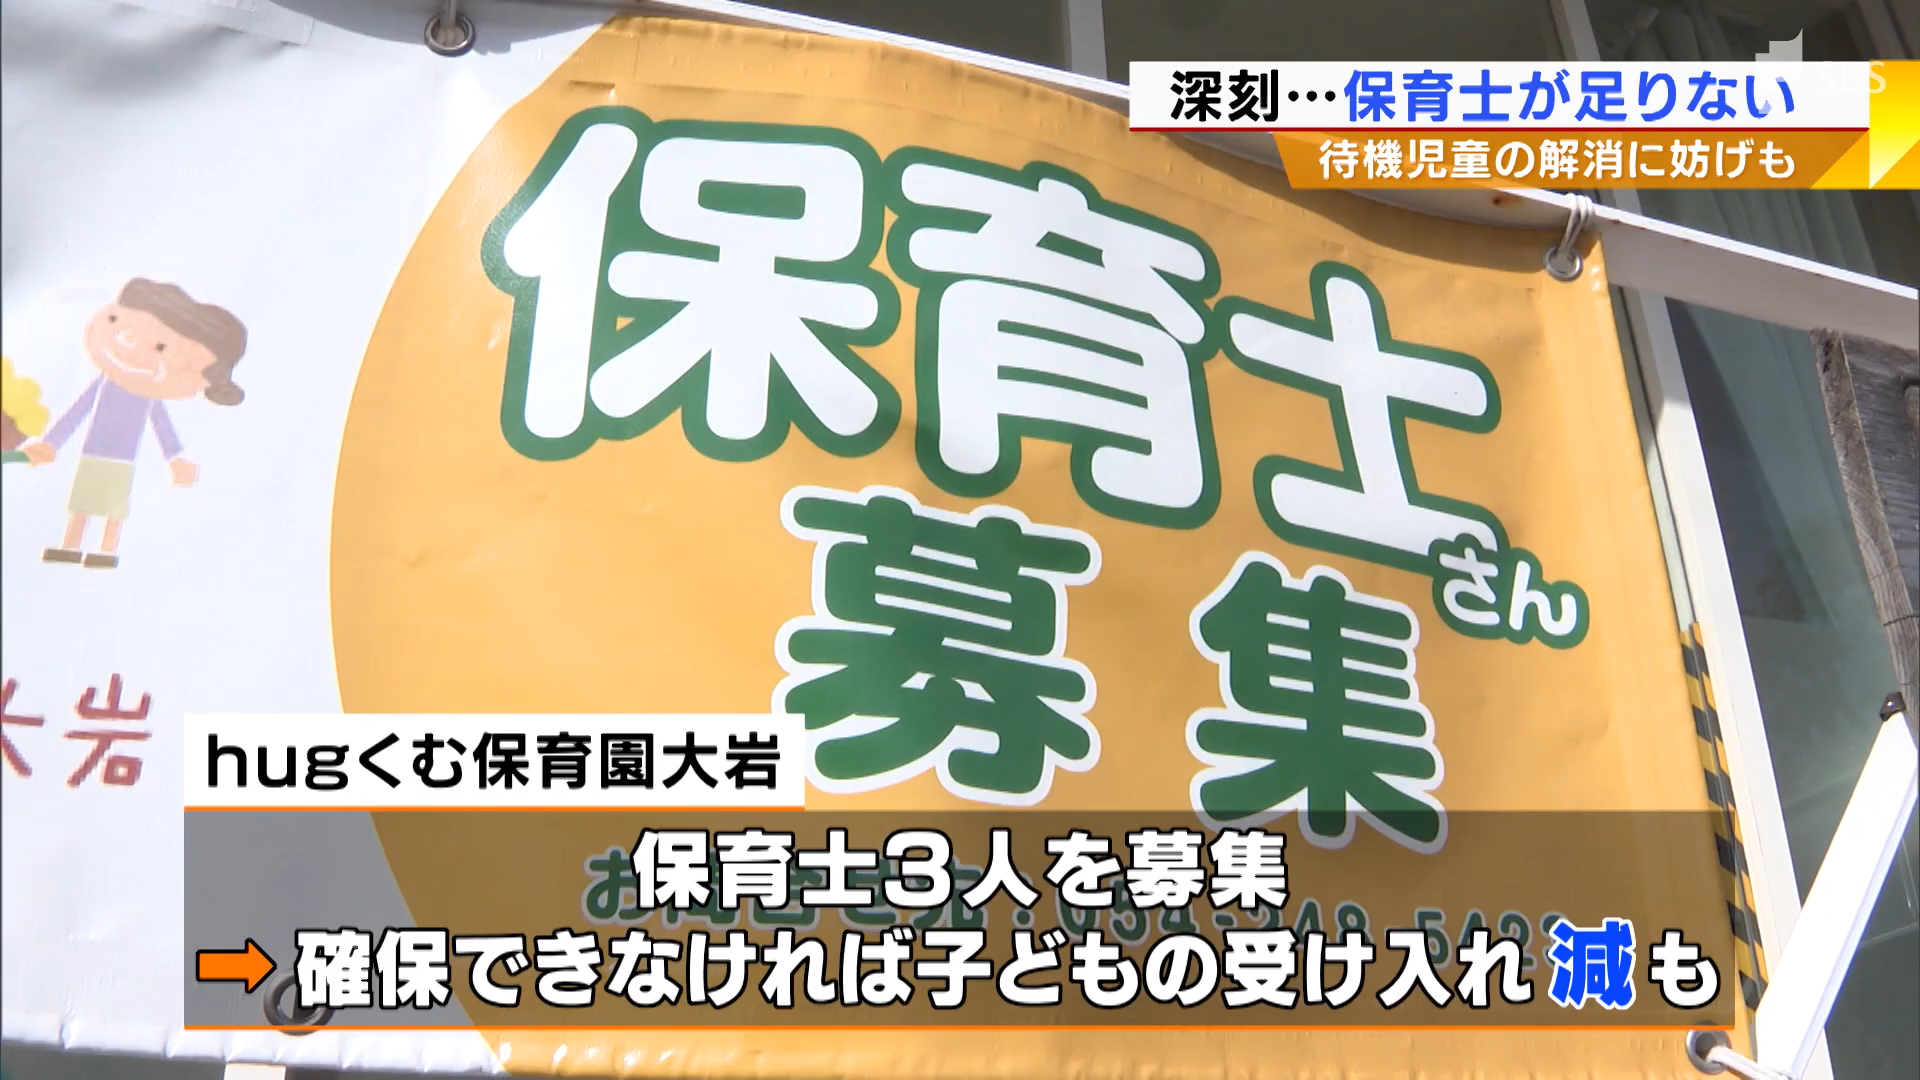 SBS
深刻…保育士が足りない
待機児童の解消に妨げも
保育士さん
募集
大岩
hugくむ保育園大岩
保育士3人を募集
➡確保できなければ子どもの受け入れ減も